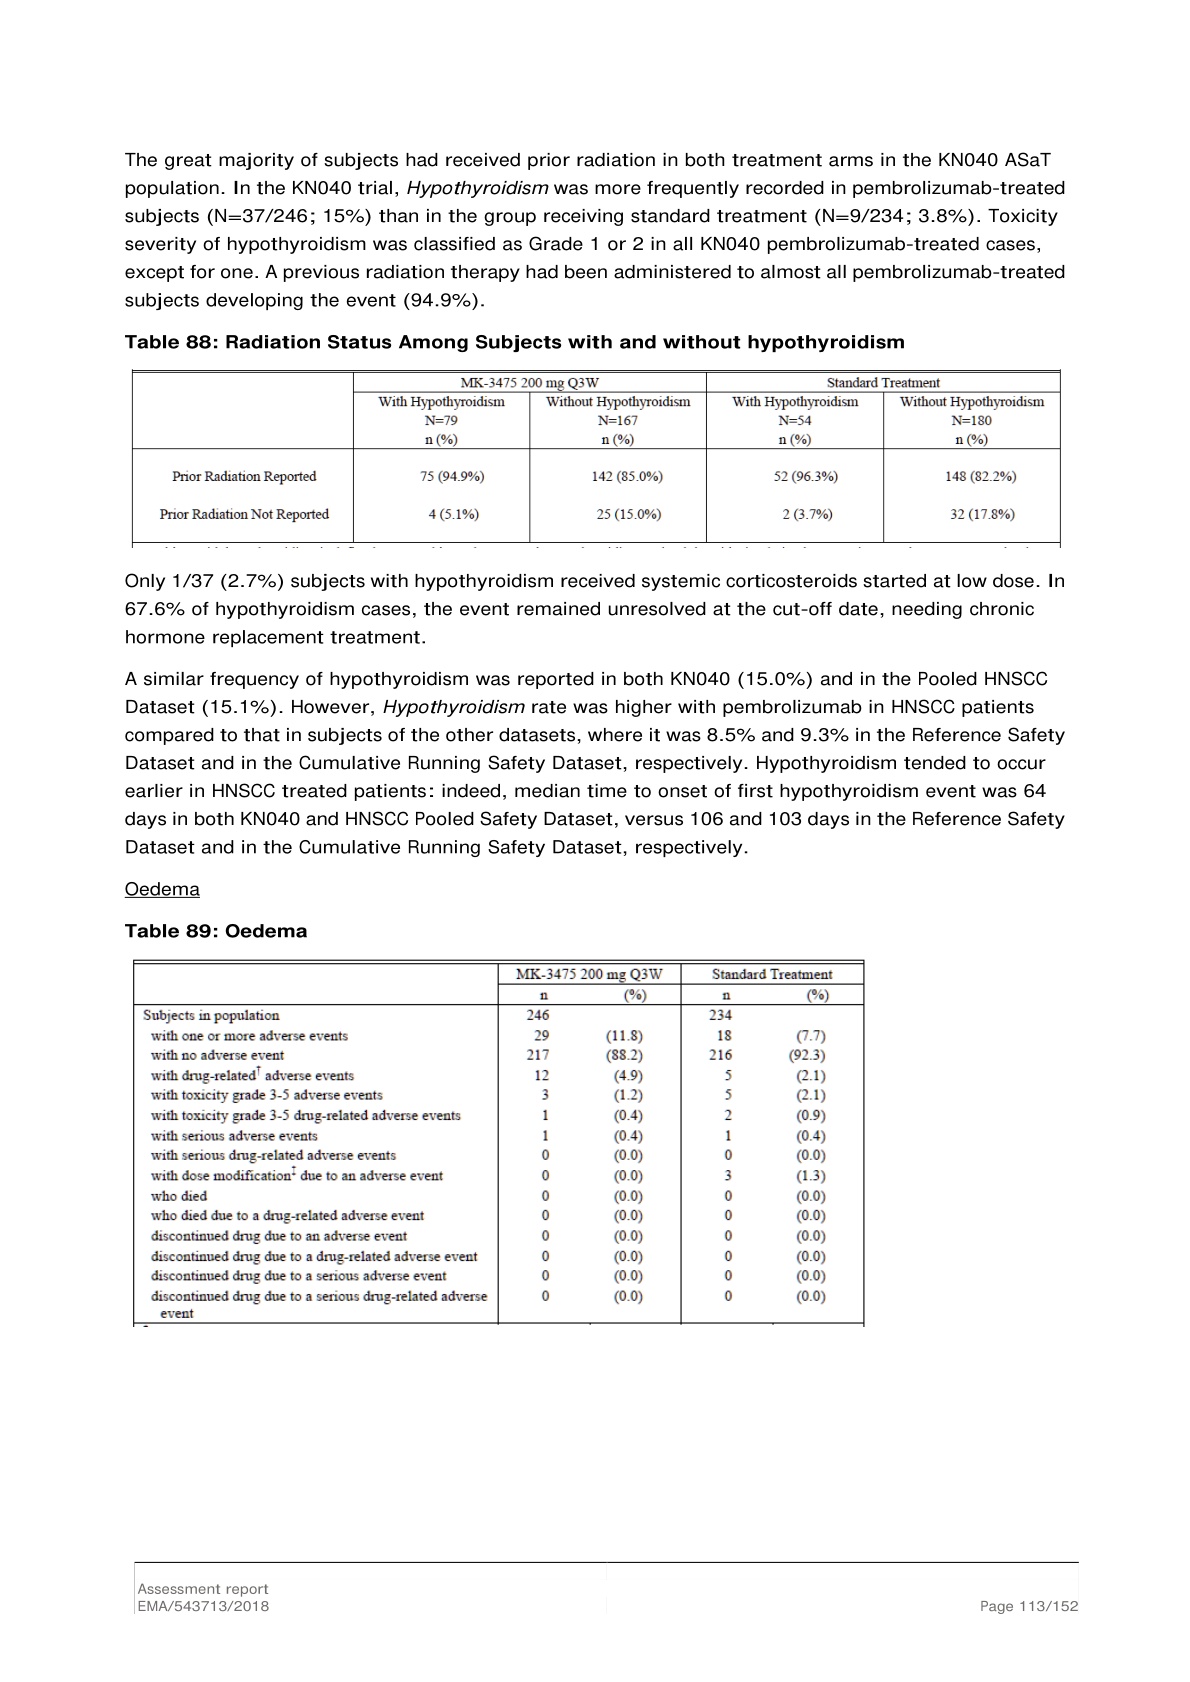 The great majority of subjects had received prior radiation in both treatment arms in the KN040 ASaT
population. In the KN040 trial, Hypothyroidism was more frequently recorded in pembrolizumab-treated
subjects (N=37/246; 15%) than in the group receiving standard treatment (N=9/234; 3.8%). Toxicity
severity of hypothyroidism was classified as Grade 1 or 2 in all KN040 pembrolizumab-treated cases,
except for one. A previous radiation therapy had been administered to almost all pembrolizumab-treated
subjects developing the event (94.9%).
Table 88: Radiation Status Among Subjects with and without hypothyroidism
MK-3475 200 mg Q3W Standard Treatment
With Hypothyroidism Without Hypothyroidism With Hypothyroidism Without Hypothyroidism
N=79 N=167 N=54 N=180
n (%) n (%) n (%) n (%)
Prior Radiation Reported 75 (94.9%) 142 (85.0%) 52 (96.3%) 148 (82.2%)
Prior Radiation Not Reported 4 (5.1%) 25 (15.0%) 2 (3.7%) 32 (17.8%)
Only 1/37 (2.7%) subjects with hypothyroidism received systemic corticosteroids started at low dose. In
67.6% of hypothyroidism cases, the event remained unresolved at the cut-off date, needing chronic
hormone replacement treatment.
A similar frequency of hypothyroidism was reported in both KN040 (15.0%) and in the Pooled HNSCC
Dataset (15.1%). However, Hypothyroidism rate was higher with pembrolizumab in HNSCC patients
compared to that in subjects of the other datasets, where it was 8.5% and 9.3% in the Reference Safety
Dataset and in the Cumulative Running Safety Dataset, respectively. Hypothyroidism tended to occur
earlier in HNSCC treated patients: indeed, median time to onset of first hypothyroidism event was 64
days in both KN040 and HNSCC Pooled Safety Dataset, versus 106 and 103 days in the Reference Safety
Dataset and in the Cumulative Running Safety Dataset, respectively.
Oedema
Table 89: Oedema
MK-3475 200 mg Q3W Standard Treatment
n (%) n (%)
Subjects in population 246 234
with one or more adverse events 29 (11.8) 18 (7.7)
with no adverse event 217 (88.2) 216 (92.3)
with drug-related† adverse events 12 (4.9) 5 (2.1)
with toxicity grade 3-5 adverse events 3 (1.2) 5 (2.1)
with toxicity grade 3-5 drug-related adverse events 1 (0.4) 2 (0.9)
with serious adverse events 1 (0.4) 1 (0.4)
with serious drug-related adverse events 0 (0.0) 0 (0.0)
with dose modification‡ due to an adverse event 0 (0.0) 3 (1.3)
who died 0 (0.0) 0 (0.0)
who died due to a drug-related adverse event 0 (0.0) 0 (0.0)
discontinued drug due to an adverse event 0 (0.0) 0 (0.0)
discontinued drug due to a drug-related adverse event 0 (0.0) 0 (0.0)
discontinued drug due to a serious adverse event 0 (0.0) 0 (0.0)
discontinued drug due to a serious drug-related adverse 0 (0.0) 0 (0.0)
event
Assessment report
EMA/543713/2018 Page 113/152